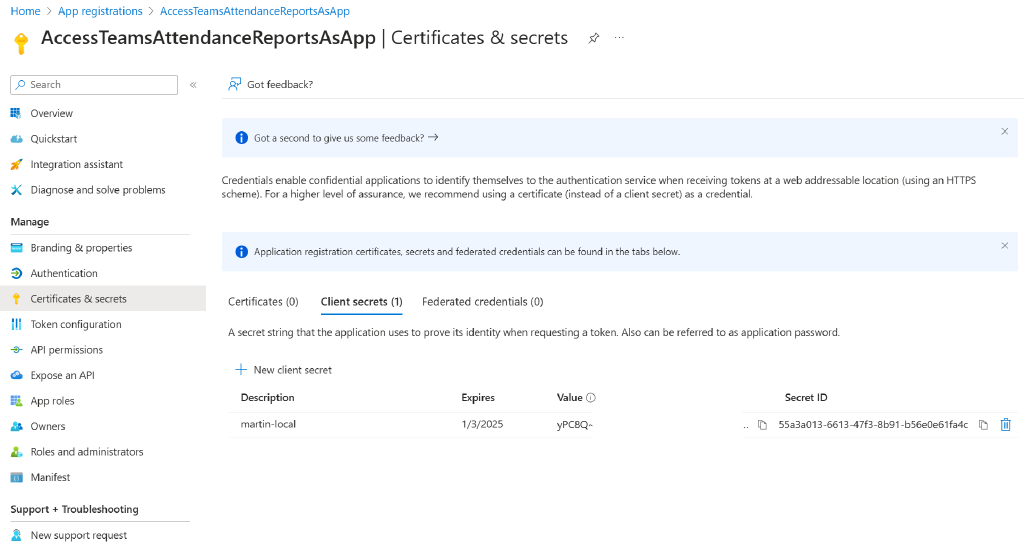 Home > App registrations > AccessTeamsAttendanceReportsAsApp
AccessTeamsAttendanceReportsAsApp | Certificates & secrets ...
Search «
Got feedback?
Overview
Quickstart
Integration assistant
Diagnose and solve problems
Manage
Branding & properties
Authentication
Certificates & secrets
Token configuration
API permissions
Expose an API
App roles
Owners
Roles and administrators
Manifest
Support + Troubleshooting
New support request
Got a second to give us some feedback? →
Credentials enable confidential applications to identify themselves to the authentication service when receiving tokens at a web addressable location (using an HTTPS
scheme). For a higher level of assurance, we recommend using a certificate (instead of a client secret) as a credential.
Application registration certificates, secrets and federated credentials can be found in the tabs below.
Certificates (0) Client secrets (1) Federated credentials (0)
A secret string that the application uses to prove its identity when requesting a token. Also can be referred to as application password.
New client secret
Description Expires Value Secret ID
martin-local 1/3/2025 yPC8Q~ .. 55a3a013-6613-47f3-8b91-b56e0e61fa4c